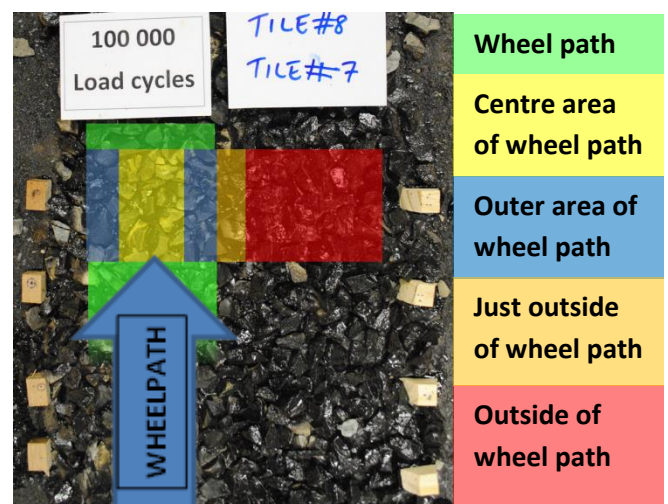 100 000
Load cycles
TILE#8
TILE#7
WHEELPATH
Wheel path
Centre area
of wheel path
Outer area of
wheel path
Just outside
of wheel path
Outside of
wheel path